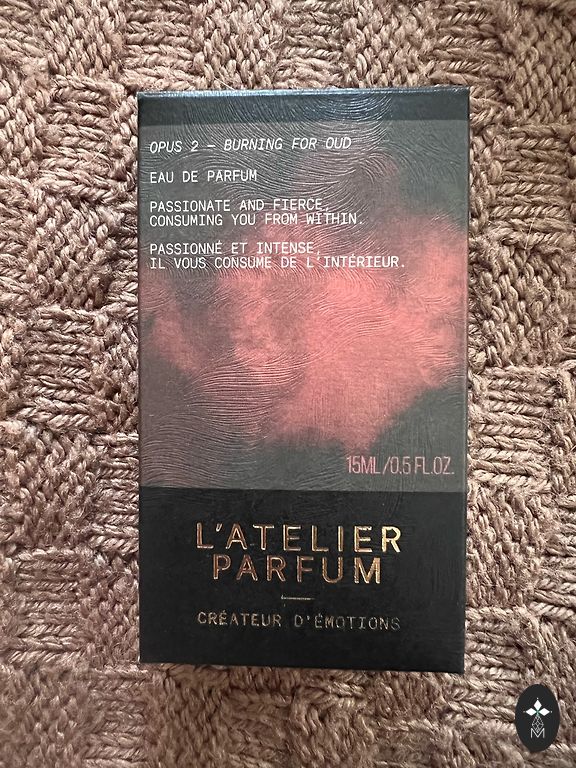 OPUS 2 – BURNING FOR OUD
EAU DE PARFUM
PASSIONATE AND FIERCE,
CONSUMING YOU FROM WITHIN.
PASSIONNÉ ET INTENSE,
IL VOUS CONSUME DE L'INTÉRIEUR.
15ML/0.5 FL.OZ.
L'ATELIER
PARFUM
CRÉATEUR D'ÉMOTIONS